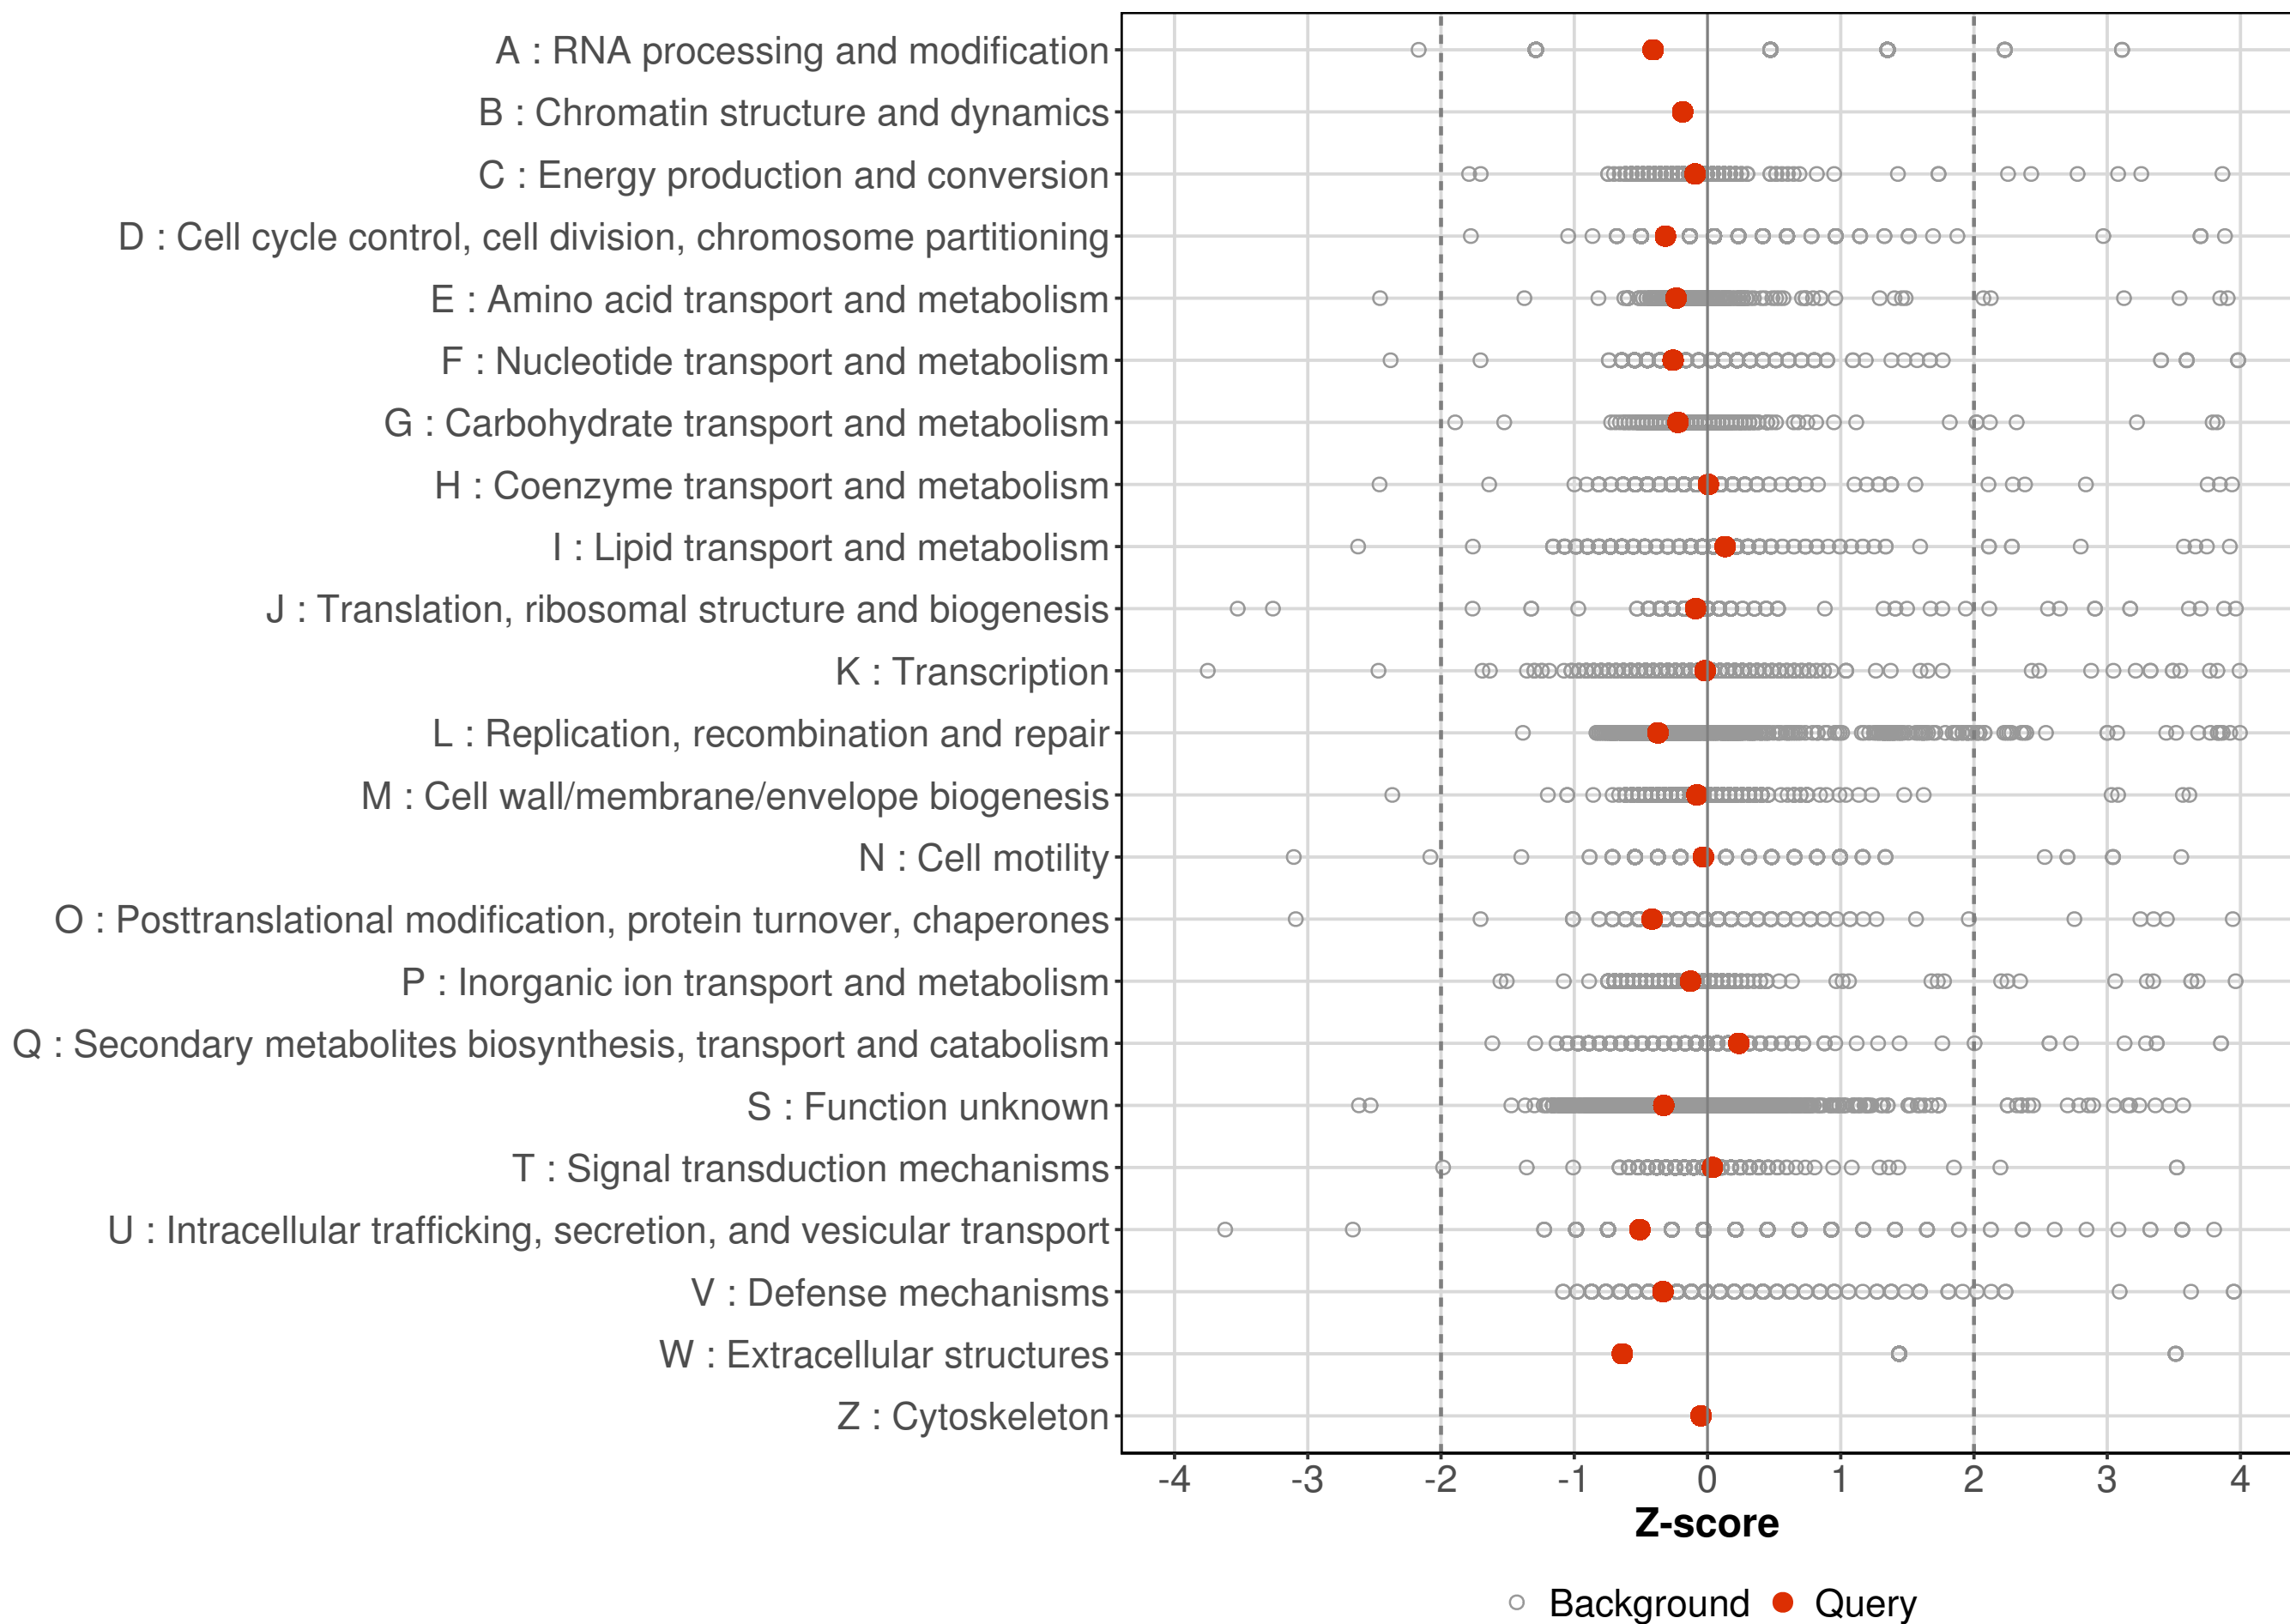 A : RNA processing and modification
B : Chromatin structure and dynamics
C : Energy production and conversion
D : Cell cycle control, cell division, chromosome partitioning
E : Amino acid transport and metabolism
F : Nucleotide transport and metabolism
G : Carbohydrate transport and metabolism
H : Coenzyme transport and metabolism
I : Lipid transport and metabolism
J : Translation, ribosomal structure and biogenesis
K : Transcription
L : Replication, recombination and repair
M : Cell wall/membrane/envelope biogenesis
N : Cell motility
O : Posttranslational modification, protein turnover, chaperones
P : Inorganic ion transport and metabolism
Q : Secondary metabolites biosynthesis, transport and catabolism
S : Function unknown
T : Signal transduction mechanisms
U : Intracellular trafficking, secretion, and vesicular transport
V : Defense mechanisms
W : Extracellular structures
Z : Cytoskeleton
-4 -3 -2 -1 0 1 2 3 4
Z-score
Background Query